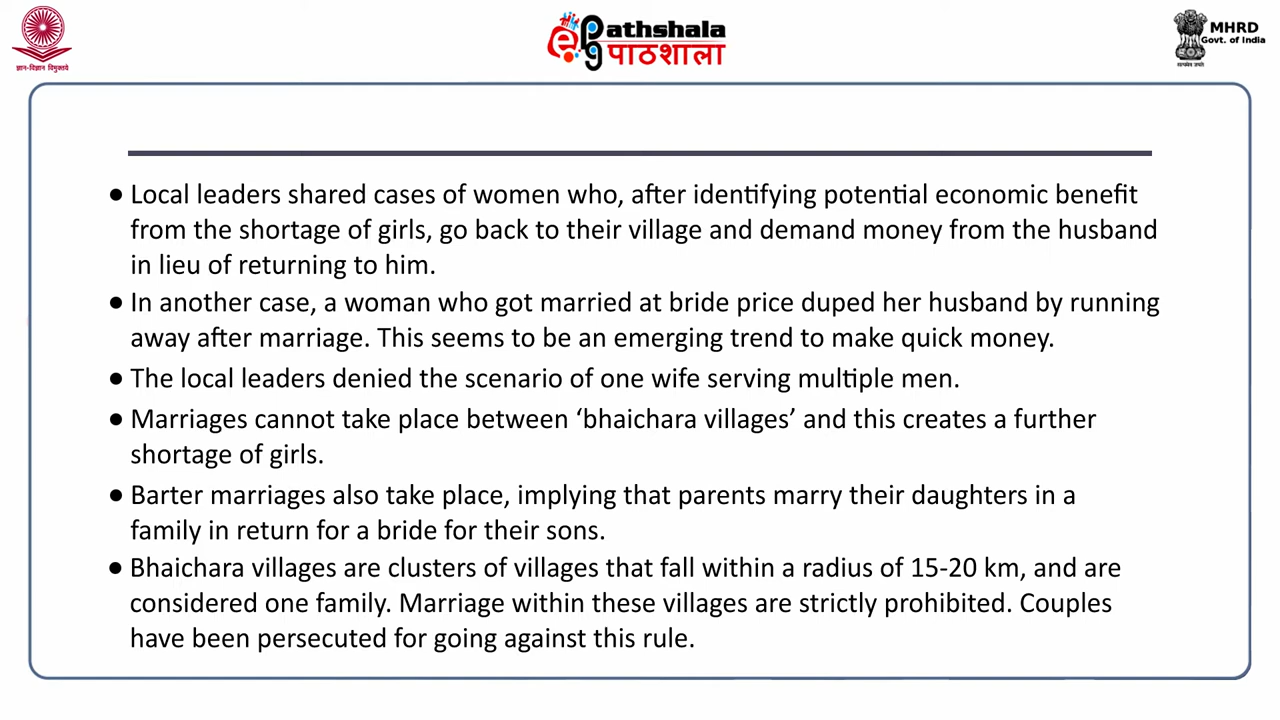 ज्ञान-विज्ञान विमुक्तये
epg
athshala
पाठशाला
MHRD
Govt. of India
सत्यमेव जयते
● Local leaders shared cases of women who, after identifying potential economic benefit
from the shortage of girls, go back to their village and demand money from the husband
in lieu of returning to him.
● In another case, a woman who got married at bride price duped her husband by running
away after marriage. This seems to be an emerging trend to make quick money.
● The local leaders denied the scenario of one wife serving multiple men.
● Marriages cannot take place between ‘bhaichara villages’ and this creates a further
shortage of girls.
● Barter marriages also take place, implying that parents marry their daughters in a
family in return for a bride for their sons.
● Bhaichara villages are clusters of villages that fall within a radius of 15-20 km, and are
considered one family. Marriage within these villages are strictly prohibited. Couples
have been persecuted for going against this rule.